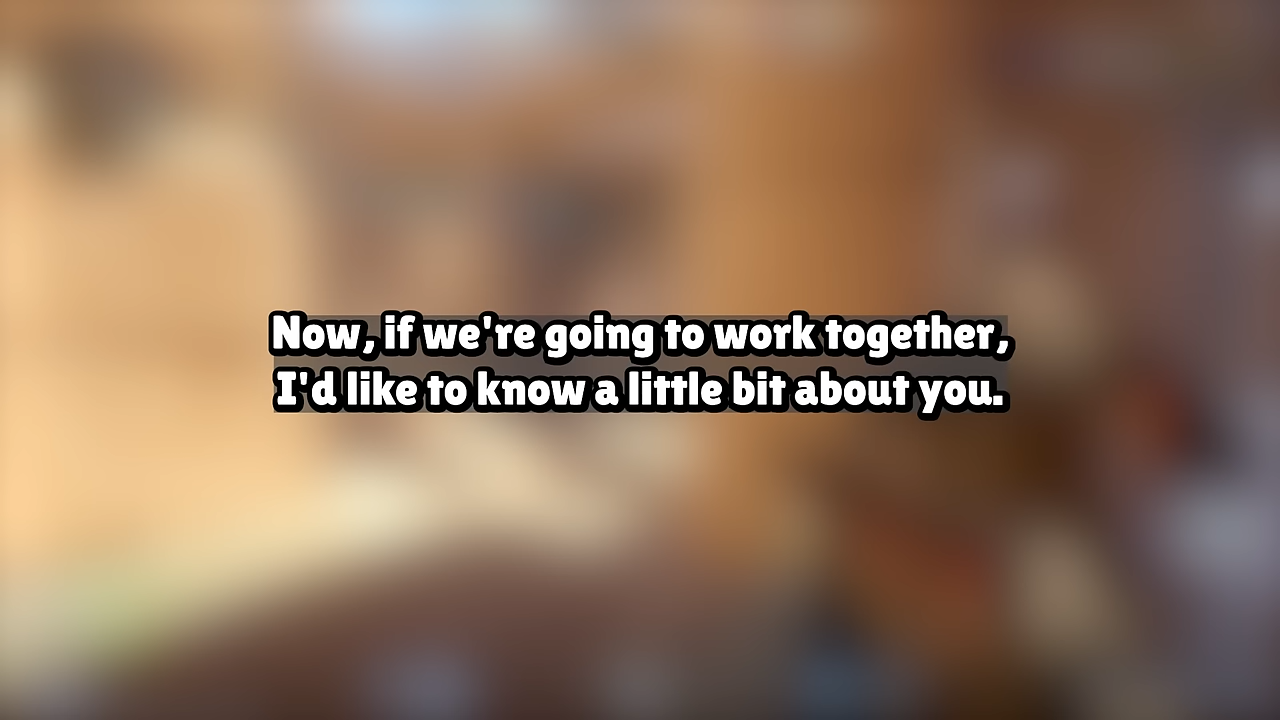 Now, if we're going to work together,
I'd like to know a little bit about you.